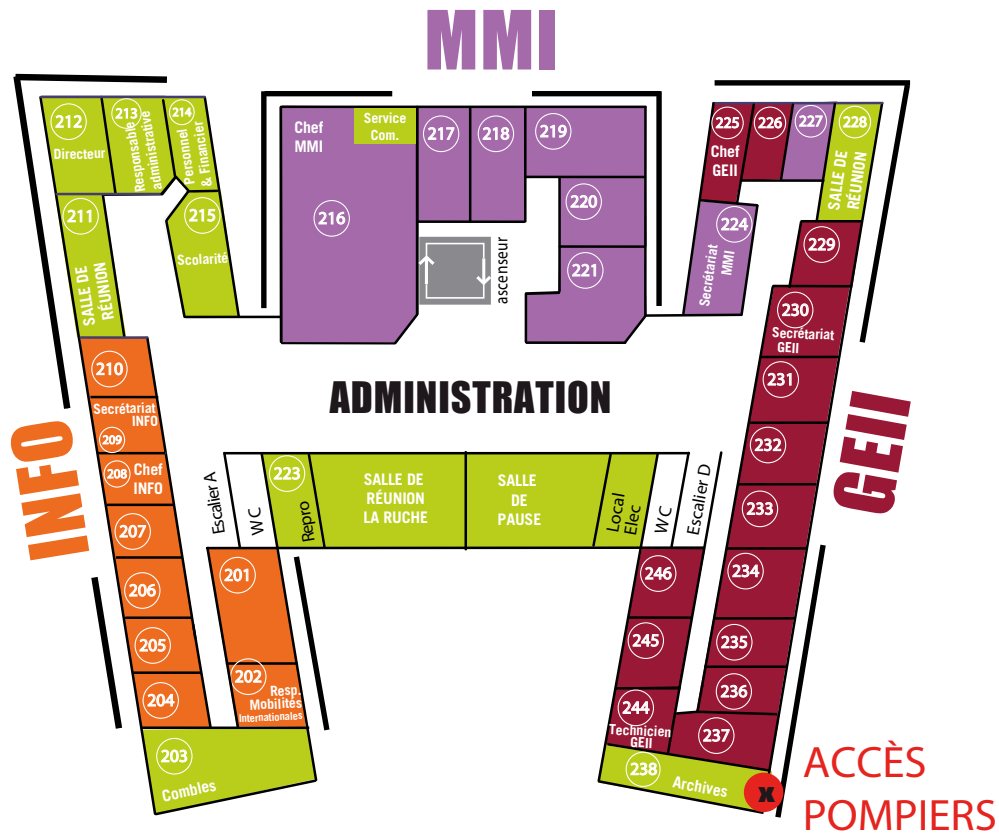 MMI
212
Directeur
213
Responsable
administrative
214
Personnel
& Financier
211
SALLE DE
RÉUNION
215
Scolarité
Chef
MMI
216
Service
Com.
217
218
219
220
221
ascenseur
225
Chef
GEII
226
227
228
SALLE DE
RÉUNION
224
Secrétariat
MMI
229
230
Secrétariat
GEII
231
232
233
234
235
236
237
GEII
ADMINISTRATION
INFO
210
Secrétariat
INFO
209
208
Chef
INFO
207
206
205
204
Escalier A
WC
223
Repro
SALLE DE
RÉUNION
LA RUCHE
SALLE
DE
PAUSE
Local
Elec
WC
Escalier D
201
202
Resp.
Mobilités
Internationales
203
Combles
246
245
244
Technicien
GEII
238
Archives
x
ACCÈS
POMPIERS